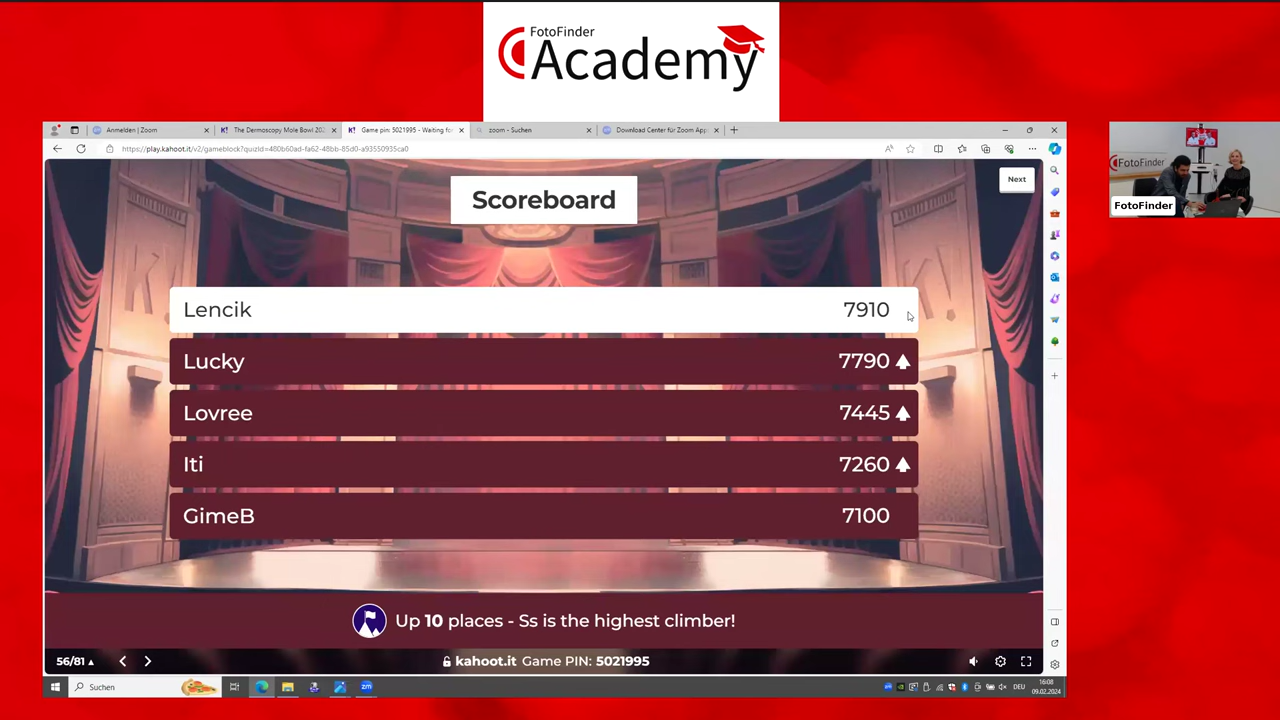 FotoFinder
Academy
Anmelden | Zoom
The Dermoscopy Mole Bowl 202
Game pin: 5021995 - Waiting fo
zoom - Suchen
Download Center für Zoom App
https://play.kahoot.it/v2/gameblock?quizId=480b60ad-fa62-48bb-85d0-a93550935ca0
Scoreboard
Next
FotoFinder
FotoFinder
K!
Lencik 7910
Lucky 7790
Lovree 7445
Iti 7260
GimeB 7100
Up 10 places - Ss is the highest climber!
56/81
kahoot.it Game PIN: 5021995
Suchen
zm
DEU
16:08
09.02.2024